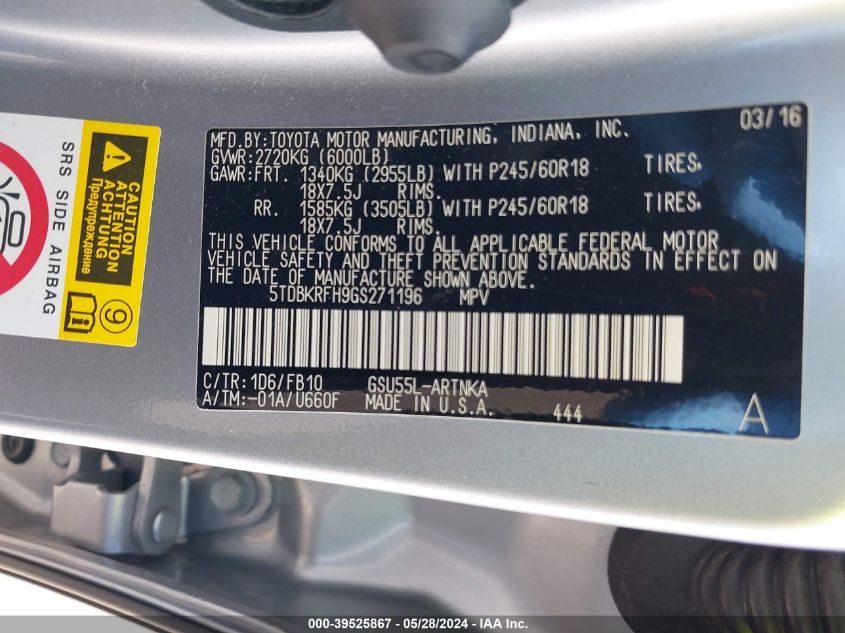 SRS SIDE AIRBAG
CAUTION
ATTENTION
ACHTUNG
Предупреждение
9
MFD.BY:TOYOTA MOTOR MANUFACTURING, INDIANA, INC. 03/16
GVWR:2720KG (6000LB)
GAWR:FRT. 1340KG (2955LB) WITH P245/60R18 TIRES,
18X7.5J RIMS.
RR. 1585KG (3505LB) WITH P245/60R18 TIRES,
18X7.5J RIMS.
THIS VEHICLE CONFORMS TO ALL APPLICABLE FEDERAL MOTOR
VEHICLE SAFETY AND THEFT PREVENTION STANDARDS IN EFFECT ON
THE DATE OF MANUFACTURE SHOWN ABOVE.
5TDBKRFH9GS271196 MPV
C/TR:1D6/FB10 GSU55L-ARTNKA
A/TM:-01A/U660F MADE IN U.S.A. 444 A
000-39525867 - 05/28/2024 - IAA Inc.